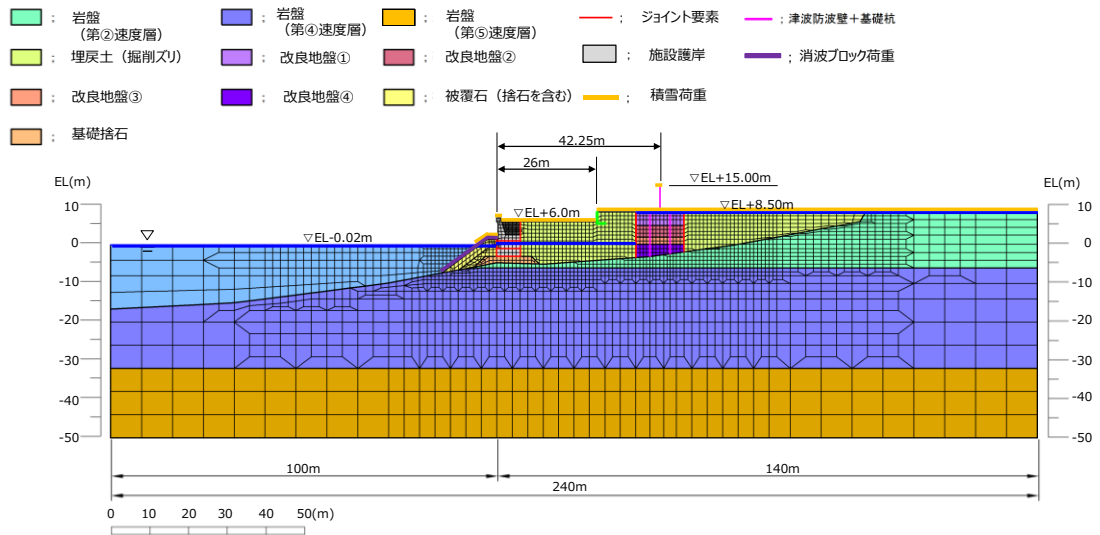 ; 岩盤 ; 岩盤 ; 岩盤 ; ジョイント要素 ; 津波防波壁＋基礎杭
(第②速度層) (第④速度層) (第⑤速度層)
; 埋戻土（掘削ズリ） ; 改良地盤① ; 改良地盤② ; 施設護岸 ; 消波ブロック荷重
; 改良地盤③ ; 改良地盤④ ; 被覆石（捨石を含む） ; 積雪荷重
; 基礎捨石
42.25m
26m
EL(m) ▽EL+15.00m EL(m)
▽EL+6.0m ▽EL+8.50m
▽EL-0.02m
10
0
-10
-20
-30
-40
-50
10
0
-10
-20
-30
-40
-50
100m 140m
240m
0 10 20 30 40 50(m)